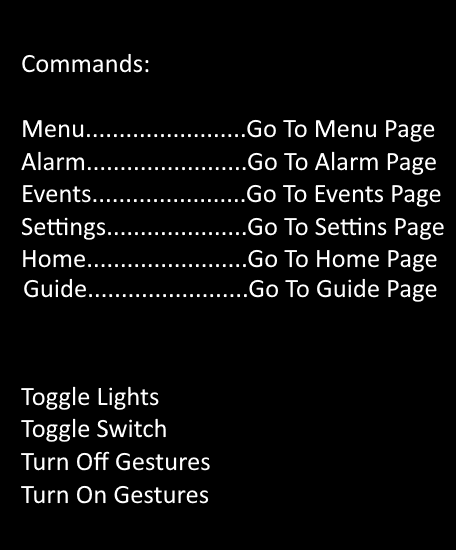 Commands:
Menu........................Go To Menu Page
Alarm........................Go To Alarm Page
Events.......................Go To Events Page
Settings.....................Go To Settins Page
Home........................Go To Home Page
Guide........................Go To Guide Page
Toggle Lights
Toggle Switch
Turn Off Gestures
Turn On Gestures